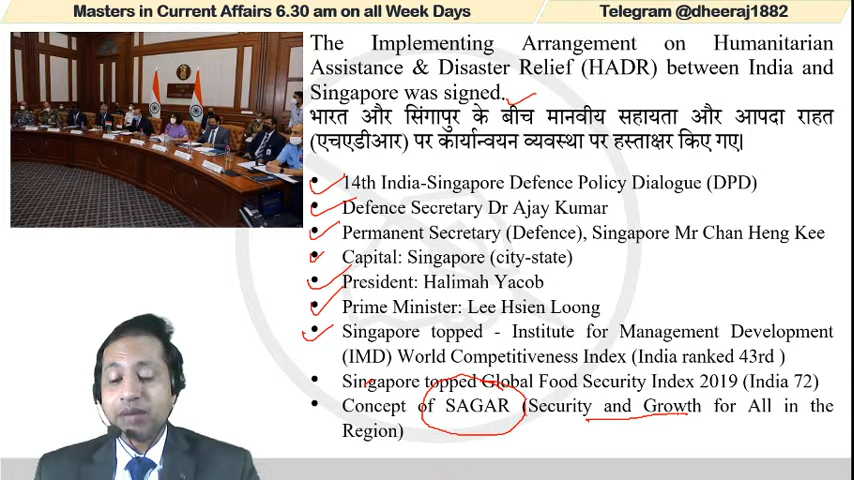 Masters in Current Affairs 6.30 am on all Week Days
Telegram @dheeraj1882
The Implementing Arrangement on Humanitarian
Assistance & Disaster Relief (HADR) between India and
Singapore was signed.
भारत और सिंगापुर के बीच मानवीय सहायता और आपदा राहत
(एचएडीआर) पर कार्यान्वयन व्यवस्था पर हस्ताक्षर किए गए।
• 14th India-Singapore Defence Policy Dialogue (DPD)
• Defence Secretary Dr Ajay Kumar
• Permanent Secretary (Defence), Singapore Mr Chan Heng Kee
• Capital: Singapore (city-state)
• President: Halimah Yacob
• Prime Minister: Lee Hsien Loong
• Singapore topped - Institute for Management Development
(IMD) World Competitiveness Index (India ranked 43rd )
• Singapore topped Global Food Security Index 2019 (India 72)
• Concept of SAGAR (Security and Growth for All in the
Region)